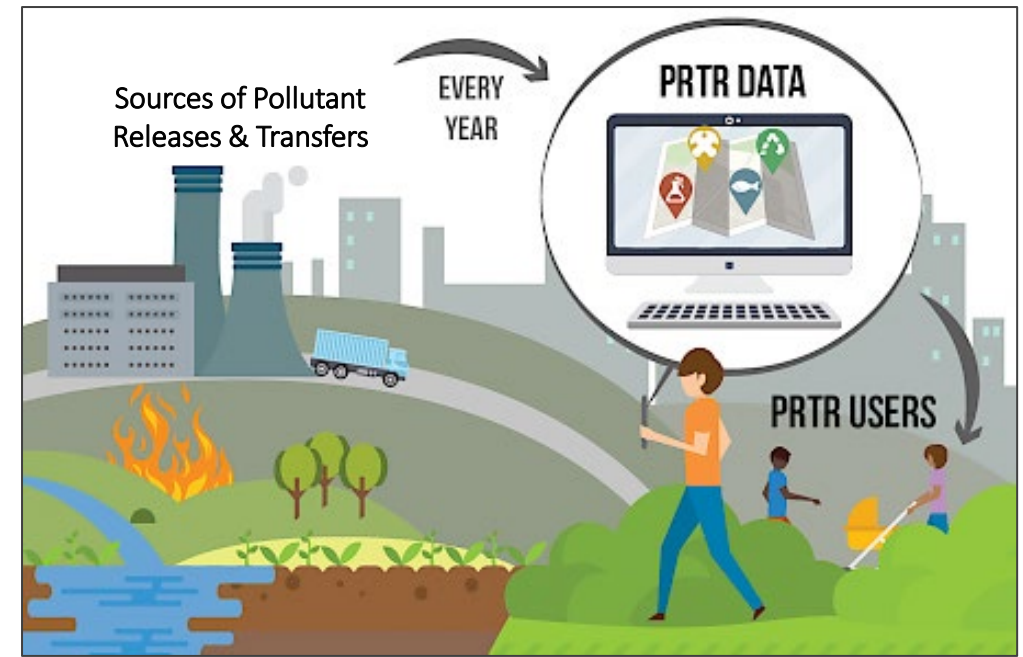 Sources of Pollutant
Releases & Transfers
EVERY
YEAR
PRTR DATA
PRTR USERS